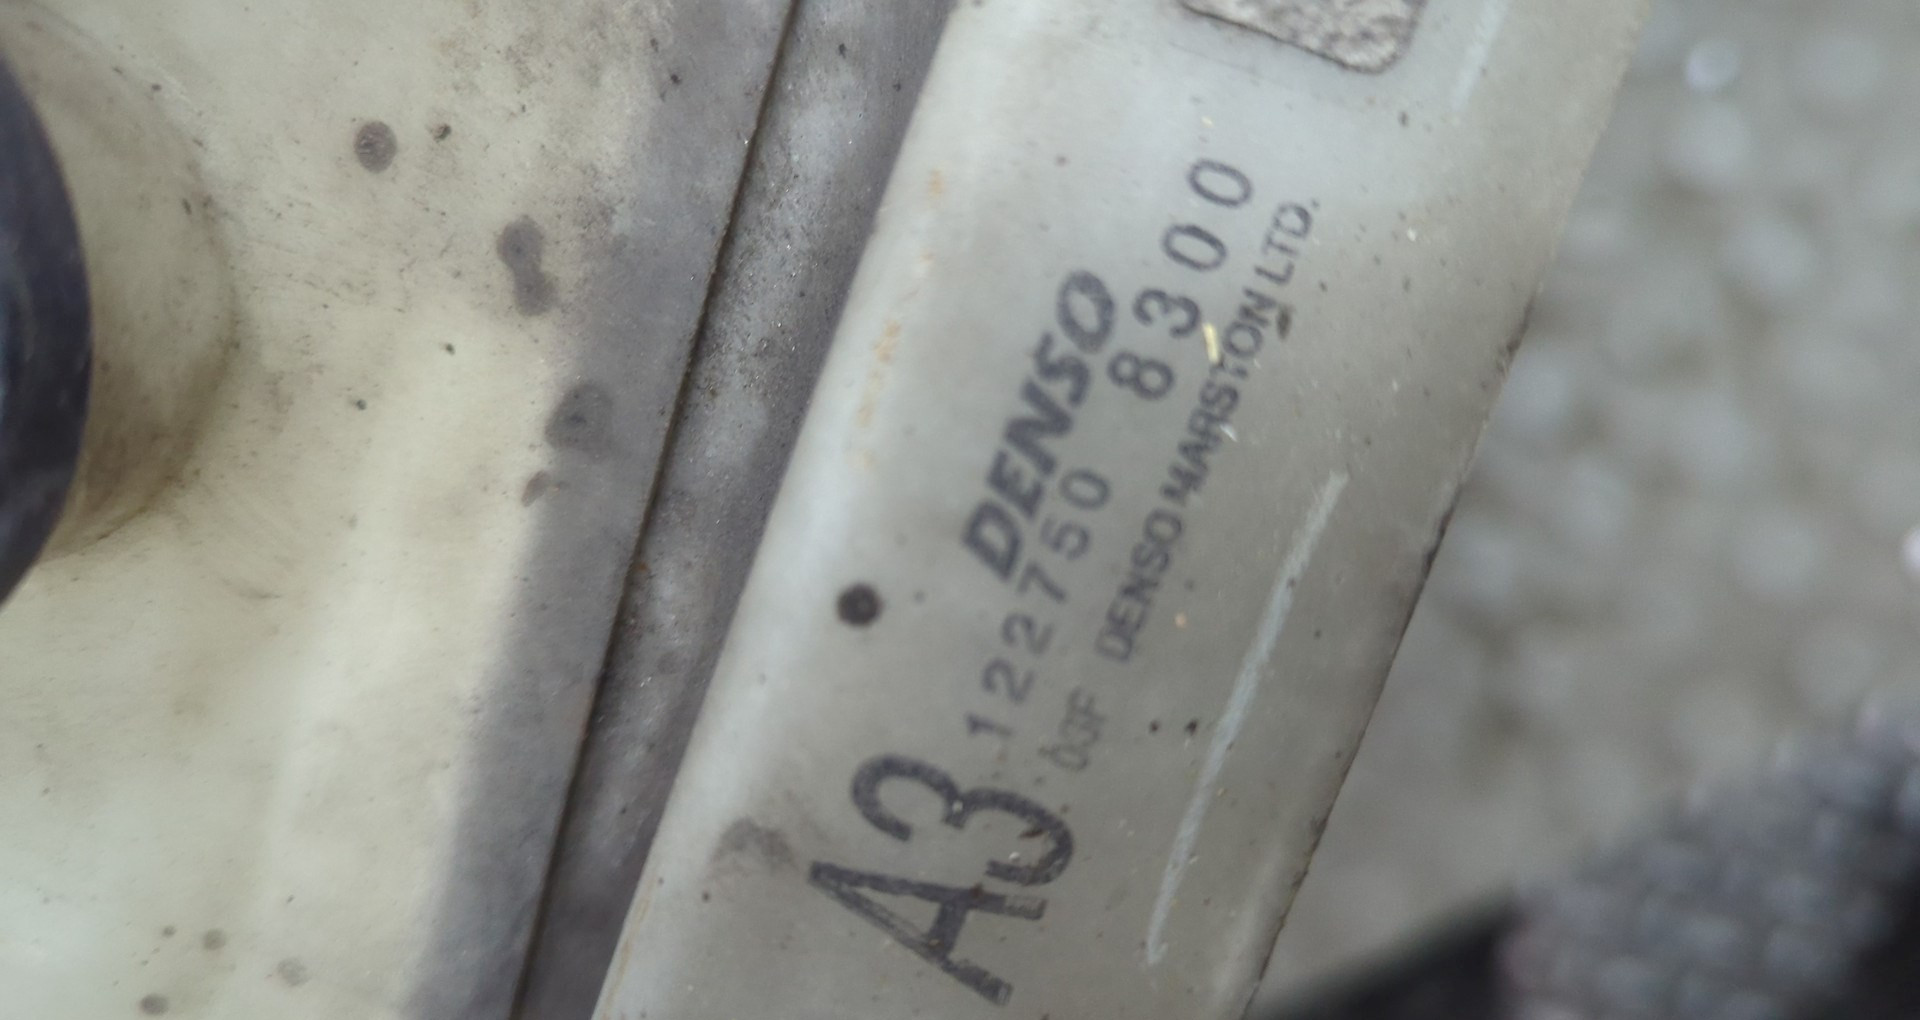 DENSO
A3 122750 8300
DENSO MARSTON LTD.